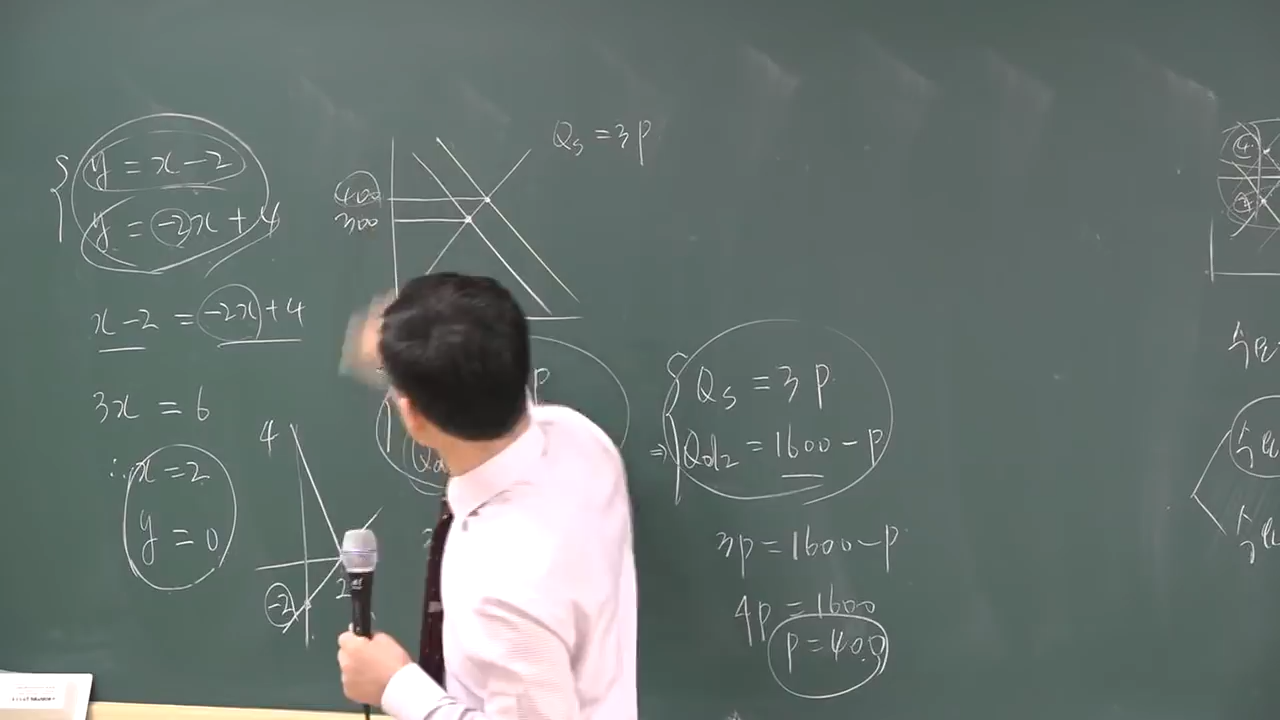 y = x-2
y = -2x + 4
x-2 = -2x+4
3x = 6
∴ x = 2
y = 0
4
-2
2
Qs = 3P
400
300
P
Qs = 3P
⇒ Qd2 = 1600 - P
3P = 1600 - P
4P = 1600
P = 400